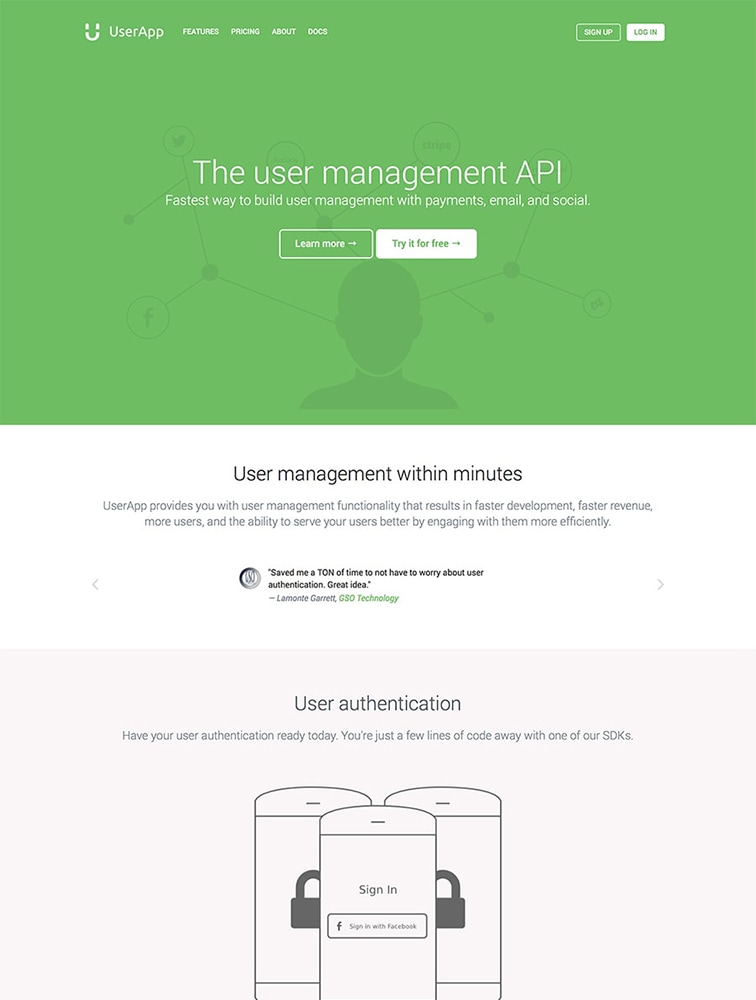 UserApp FEATURES PRICING ABOUT DOCS SIGN UP LOG IN
stripe
The user management API
Fastest way to build user management with payments, email, and social.
Learn more → Try it for free →
User management within minutes
UserApp provides you with user management functionality that results in faster development, faster revenue,
more users, and the ability to serve your users better by engaging with them more efficiently.
"Saved me a TON of time to not have to worry about user
authentication. Great idea."
— Lamonte Garrett, GSO Technology
User authentication
Have your user authentication ready today. You're just a few lines of code away with one of our SDKs.
Sign In
f Sign in with Facebook